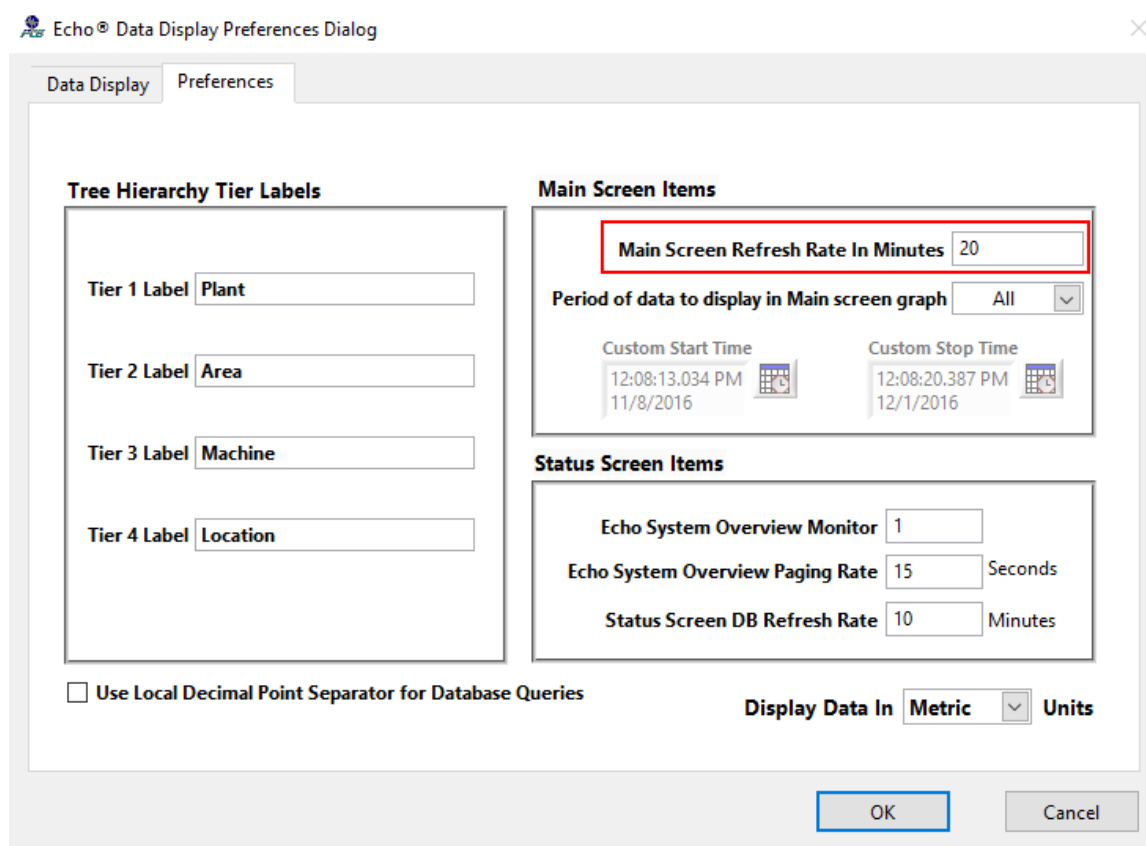 Echo® Data Display Preferences Dialog
Data Display
Preferences
Tree Hierarchy Tier Labels
Tier 1 Label Plant
Tier 2 Label Area
Tier 3 Label Machine
Tier 4 Label Location
Main Screen Items
Main Screen Refresh Rate In Minutes 20
Period of data to display in Main screen graph All
Custom Start Time
12:08:13.034 PM
11/8/2016
Custom Stop Time
12:08:20.387 PM
12/1/2016
Status Screen Items
Echo System Overview Monitor 1
Echo System Overview Paging Rate 15 Seconds
Status Screen DB Refresh Rate 10 Minutes
Use Local Decimal Point Separator for Database Queries
Display Data In Metric Units
OK
Cancel